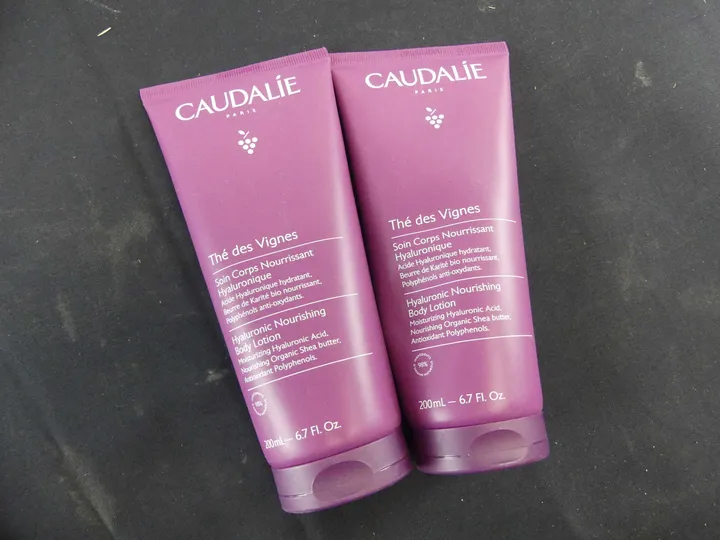 CAUDALÍE
PARIS
Thé des Vignes
Soin Corps Nourrissant
Hyaluronique
Acide Hyaluronique hydratant,
Beurre de Karité bio nourrissant,
Polyphénols anti-oxydants.
Hyaluronic Nourishing
Body Lotion
Moisturizing Hyaluronic Acid,
Nourishing Organic Shea butter,
Antioxidant Polyphenols.
200mL – 6.7 Fl. Oz.
CAUDALÍE
PARIS
Thé des Vignes
Soin Corps Nourrissant
Hyaluronique
Acide Hyaluronique hydratant,
Beurre de Karité bio nourrissant,
Polyphénols anti-oxydants.
Hyaluronic Nourishing
Body Lotion
Moisturizing Hyaluronic Acid,
Nourishing Organic Shea butter,
Antioxidant Polyphenols.
98%
200mL – 6.7 Fl. Oz.